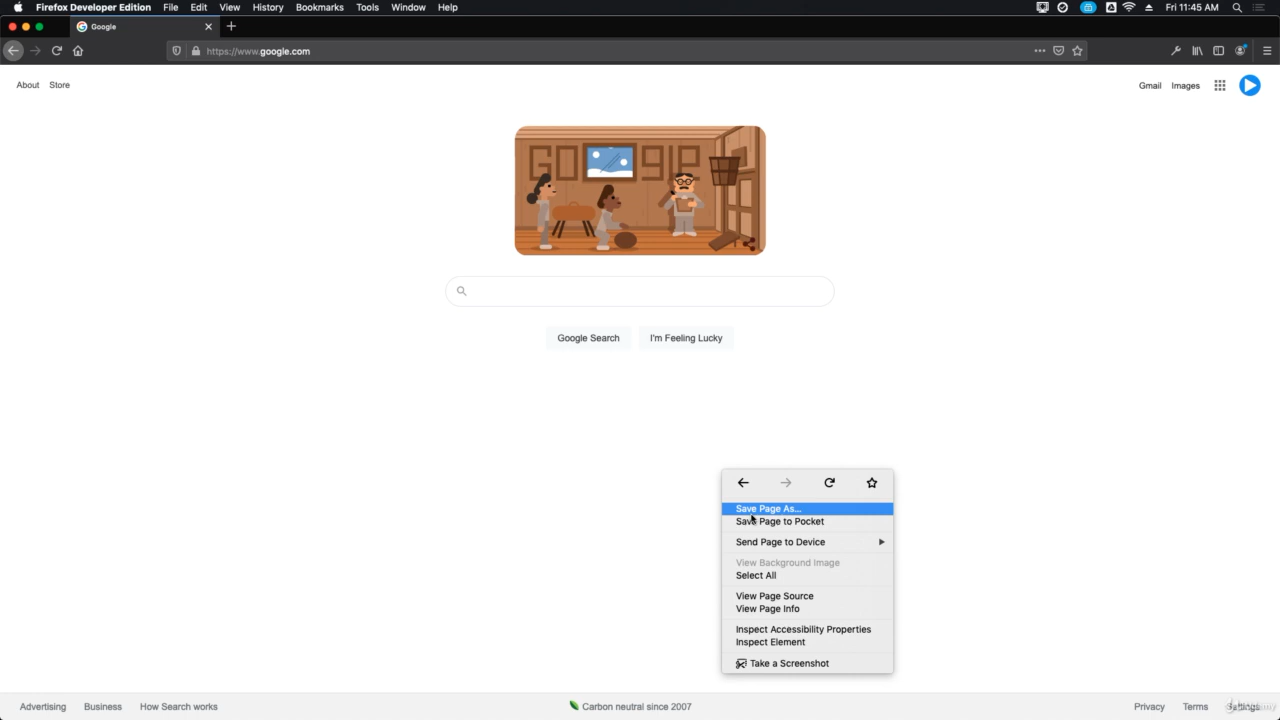 Firefox Developer Edition File Edit View History Bookmarks Tools Window Help Fri 11:45 AM
Google
https://www.google.com
About Store Gmail Images
Google Search I'm Feeling Lucky
Save Page As...
Save Page to Pocket
Send Page to Device
View Background Image
Select All
View Page Source
View Page Info
Inspect Accessibility Properties
Inspect Element
Take a Screenshot
Advertising Business How Search works Carbon neutral since 2007 Privacy Terms Settings